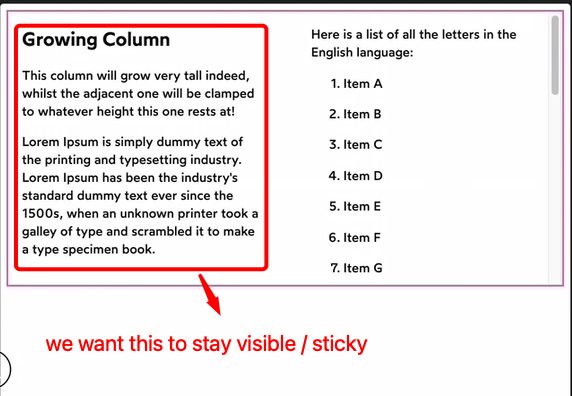 Growing Column
This column will grow very tall indeed,
whilst the adjacent one will be clamped
to whatever height this one rests at!
Lorem Ipsum is simply dummy text of
the printing and typesetting industry.
Lorem Ipsum has been the industry's
standard dummy text ever since the
1500s, when an unknown printer took a
galley of type and scrambled it to make
a type specimen book.
Here is a list of all the letters in the
English language:
1. Item A
2. Item B
3. Item C
4. Item D
5. Item E
6. Item F
7. Item G
we want this to stay visible / sticky